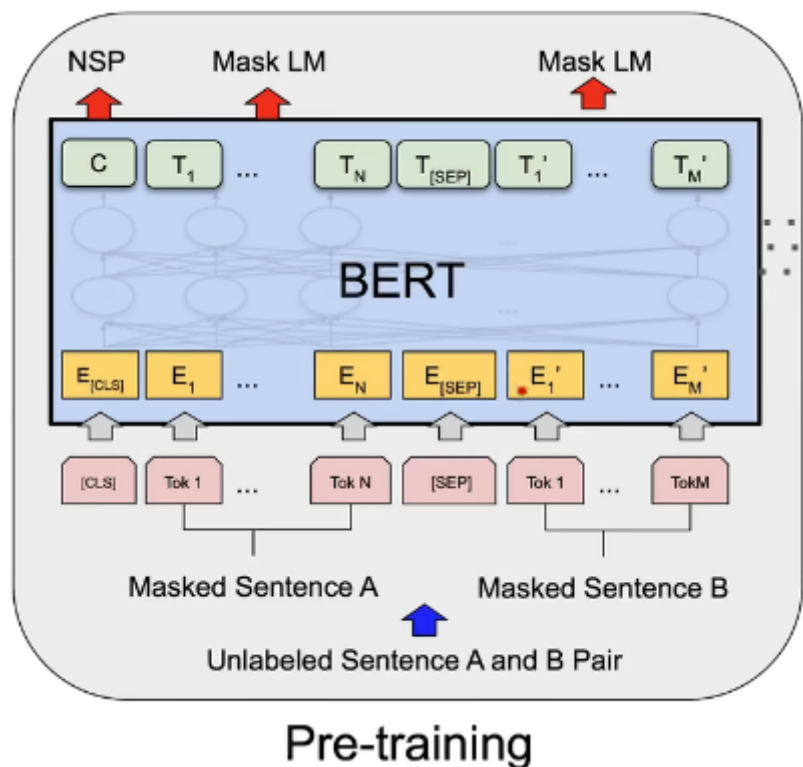 NSP Mask LM Mask LM
C T1 ... TN T[SEP] T1' ... TM'
...
BERT
...
E[CLS] E1 ... EN E[SEP] E1' ... EM'
[CLS] Tok 1 ... Tok N [SEP] Tok 1 ... TokM
Masked Sentence A Masked Sentence B
Unlabeled Sentence A and B Pair
Pre-training